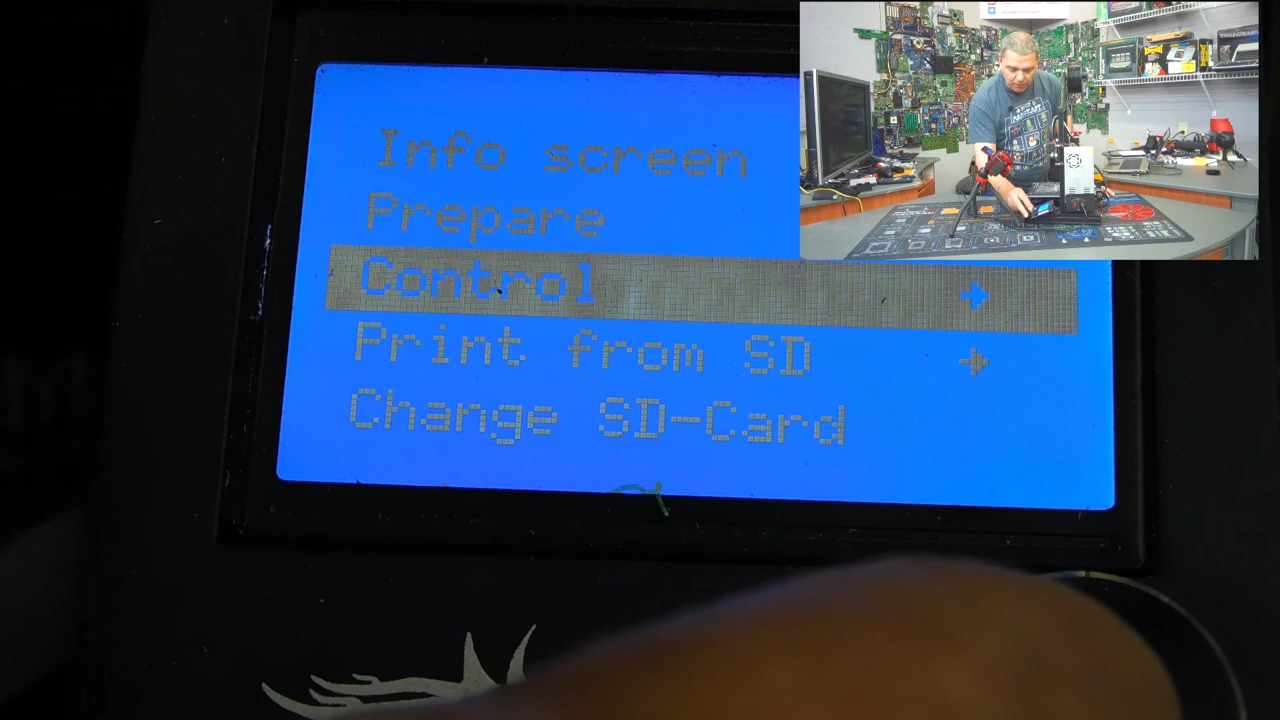 Info screen
Prepare
Control
Print from SD
Change SD-Card